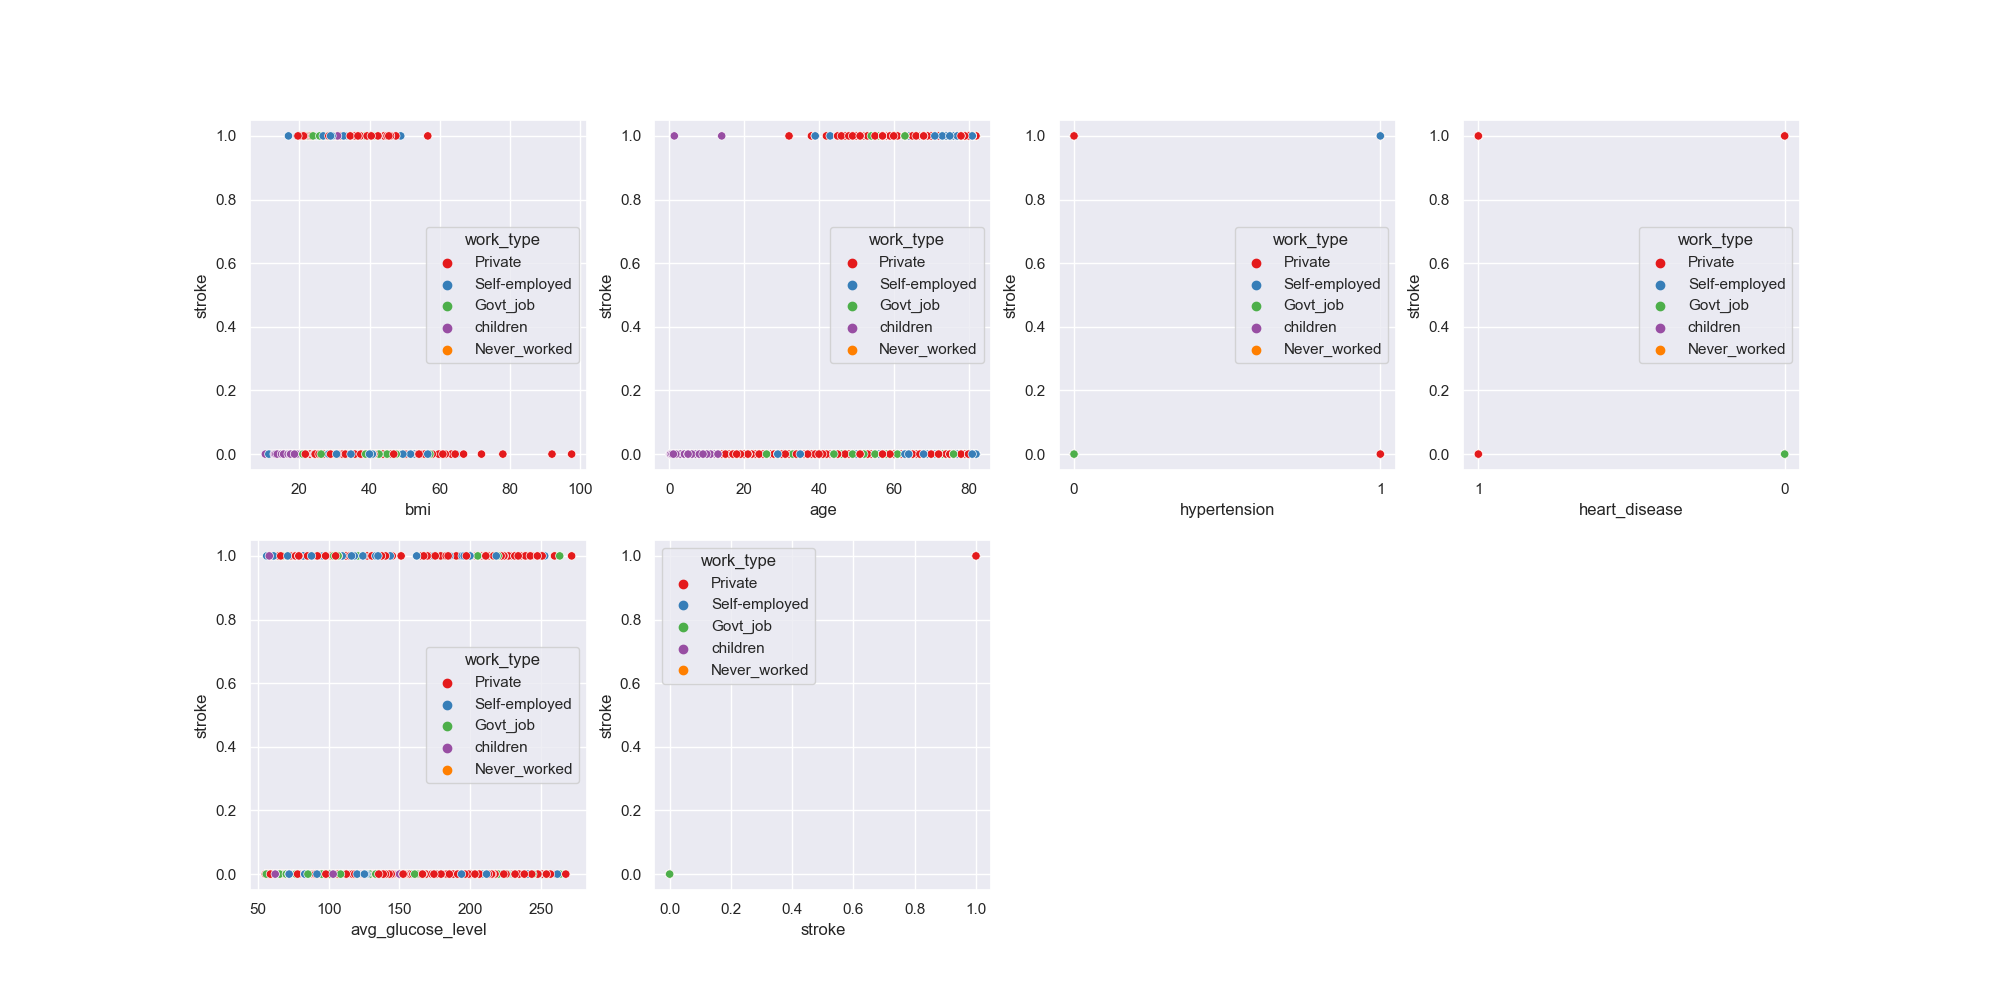 1.0
0.8
0.6
0.4
0.2
0.0
stroke
work_type
Private
Self-employed
Govt_job
children
Never_worked
20 40 60 80 100
bmi
1.0
0.8
0.6
0.4
0.2
0.0
stroke
work_type
Private
Self-employed
Govt_job
children
Never_worked
0 20 40 60 80
age
1.0
0.8
0.6
0.4
0.2
0.0
stroke
work_type
Private
Self-employed
Govt_job
children
Never_worked
0 1
hypertension
1.0
0.8
0.6
0.4
0.2
0.0
stroke
work_type
Private
Self-employed
Govt_job
children
Never_worked
1 0
heart_disease
1.0
0.8
0.6
0.4
0.2
0.0
stroke
work_type
Private
Self-employed
Govt_job
children
Never_worked
50 100 150 200 250
avg_glucose_level
1.0
0.8
0.6
0.4
0.2
0.0
stroke
work_type
Private
Self-employed
Govt_job
children
Never_worked
0.0 0.2 0.4 0.6 0.8 1.0
stroke